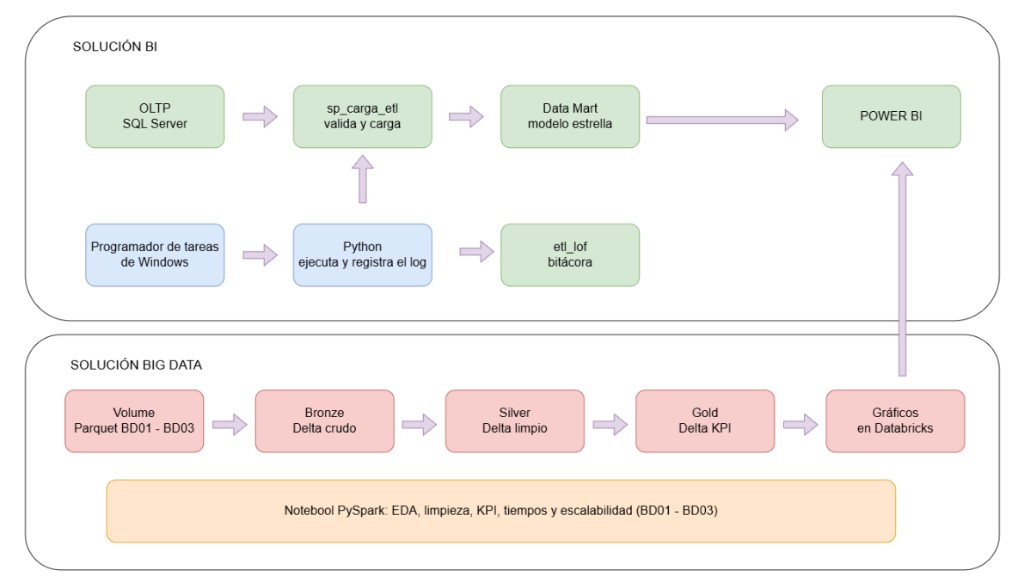 SOLUCIÓN BI
OLTP
SQL Server
sp_carga_etl
valida y carga
Data Mart
modelo estrella
POWER BI
Programador de tareas
de Windows
Python
ejecuta y registra el log
etl_lof
bitácora
SOLUCIÓN BIG DATA
Volume
Parquet BD01 - BD03
Bronze
Delta crudo
Silver
Delta limpio
Gold
Delta KPI
Gráficos
en Databricks
Notebool PySpark: EDA, limpieza, KPI, tiempos y escalabilidad (BD01 - BD03)